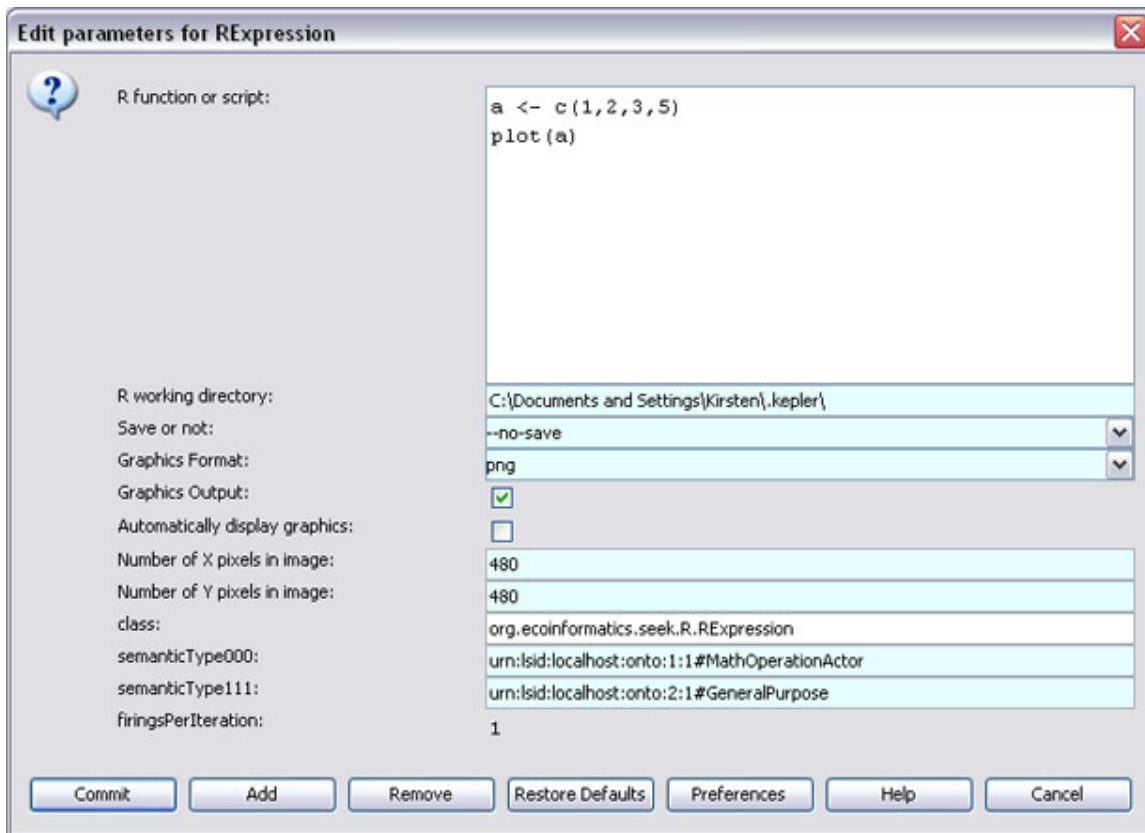 Edit parameters for RExpression
?
R function or script:
a <- c(1,2,3,5)
plot(a)
R working directory: C:\Documents and Settings\Kirsten\.kepler\
Save or not: --no-save
Graphics Format: png
Graphics Output:
Automatically display graphics:
Number of X pixels in image: 480
Number of Y pixels in image: 480
class: org.ecoinformatics.seek.R.RExpression
semanticType000: urn:lsid:localhost:onto:1:1#MathOperationActor
semanticType111: urn:lsid:localhost:onto:2:1#GeneralPurpose
firingsPerIteration: 1
Commit Add Remove Restore Defaults Preferences Help Cancel